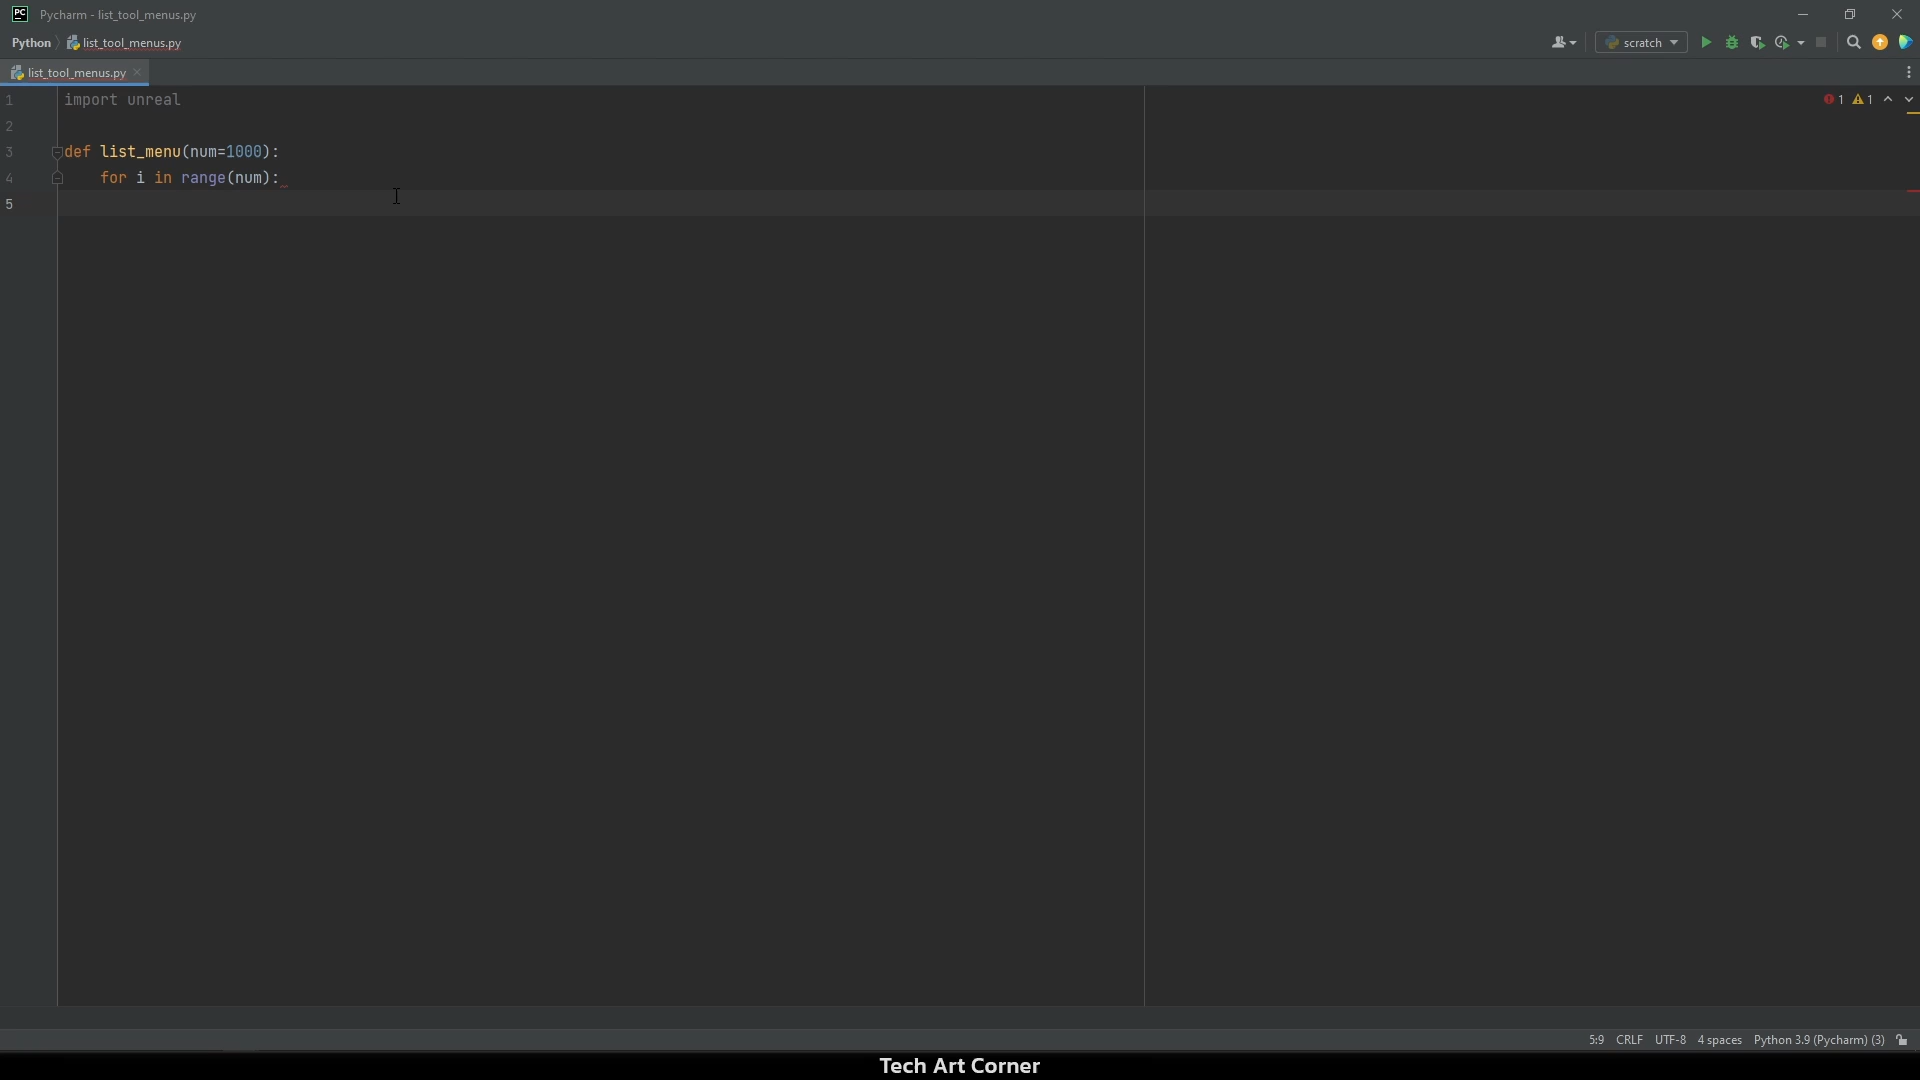 PC Pycharm - list_tool_menus.py
Python list_tool_menus.py
scratch
list_tool_menus.py
1 import unreal
1 1
2
3 def list_menu(num=1000):
4     for i in range(num):
5
5:9 CRLF UTF-8 4 spaces Python 3.9 (Pycharm) (3)
Tech Art Corner